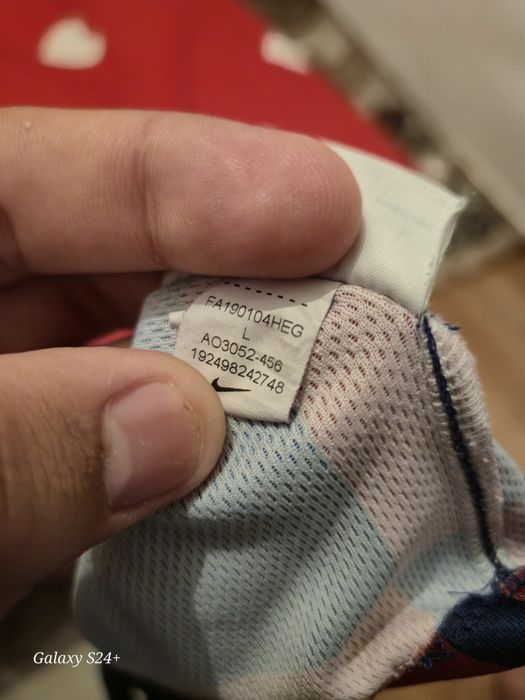 FA190104HEG
L
AO3052-456
192498242748
Galaxy S24+